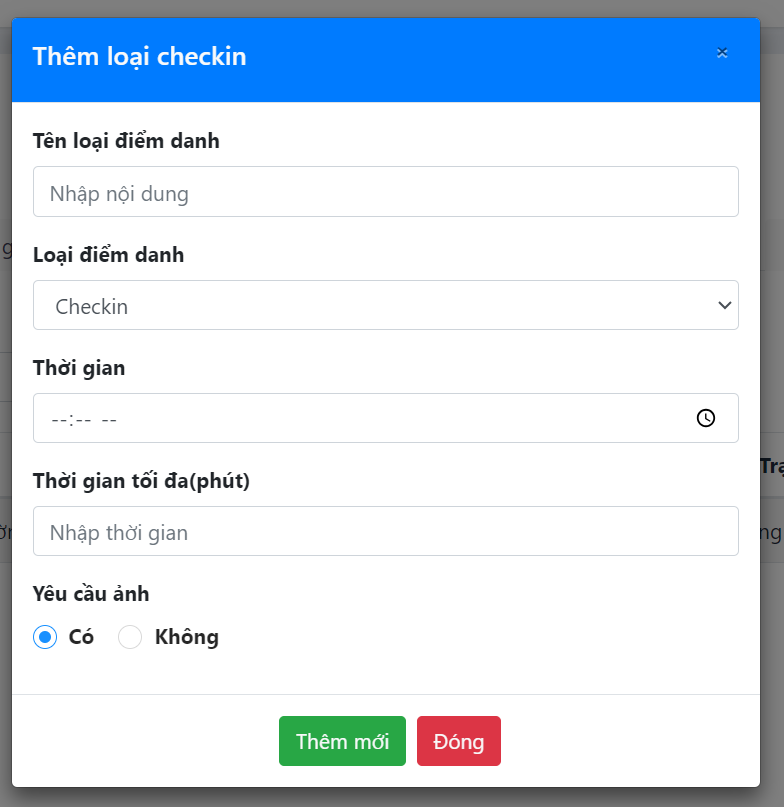 Thêm loại checkin ×
Tên loại điểm danh
Nhập nội dung
Loại điểm danh
Checkin
Thời gian
--:-- --
Thời gian tối đa(phút)
Nhập thời gian
Yêu cầu ảnh
Có Không
Thêm mới Đóng